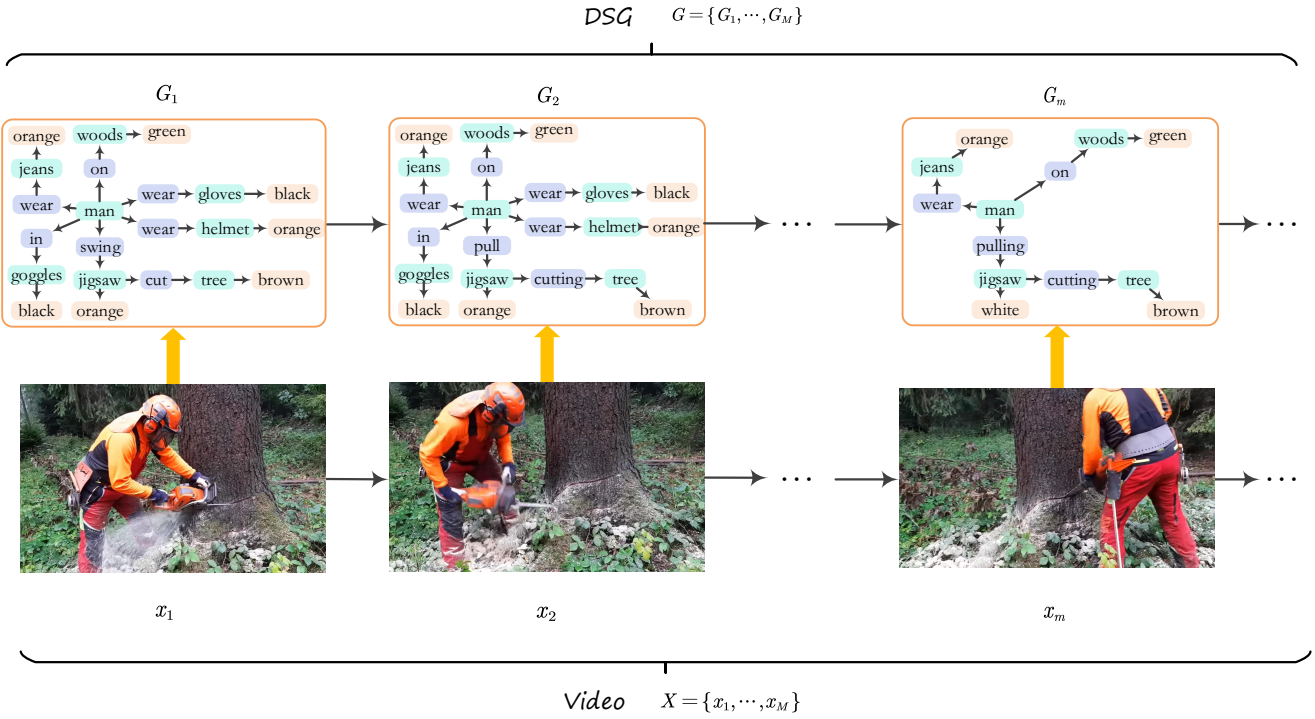 DSG G={G₁,⋯,G_M}
G₁ G₂ Gₘ
orange woods green
jeans on
wear gloves black
wear man
wear helmet orange
in swing
goggles jigsaw cut tree brown
black orange
orange woods green
jeans on
wear gloves black
wear man
wear helmet orange
in pull
goggles jigsaw cutting tree
black orange brown
⋯
orange woods green
jeans on
wear man
pulling
jigsaw cutting tree
white brown
⋯
⋯
⋯
x₁ x₂ xₘ
Video X={x₁,⋯,x_M}